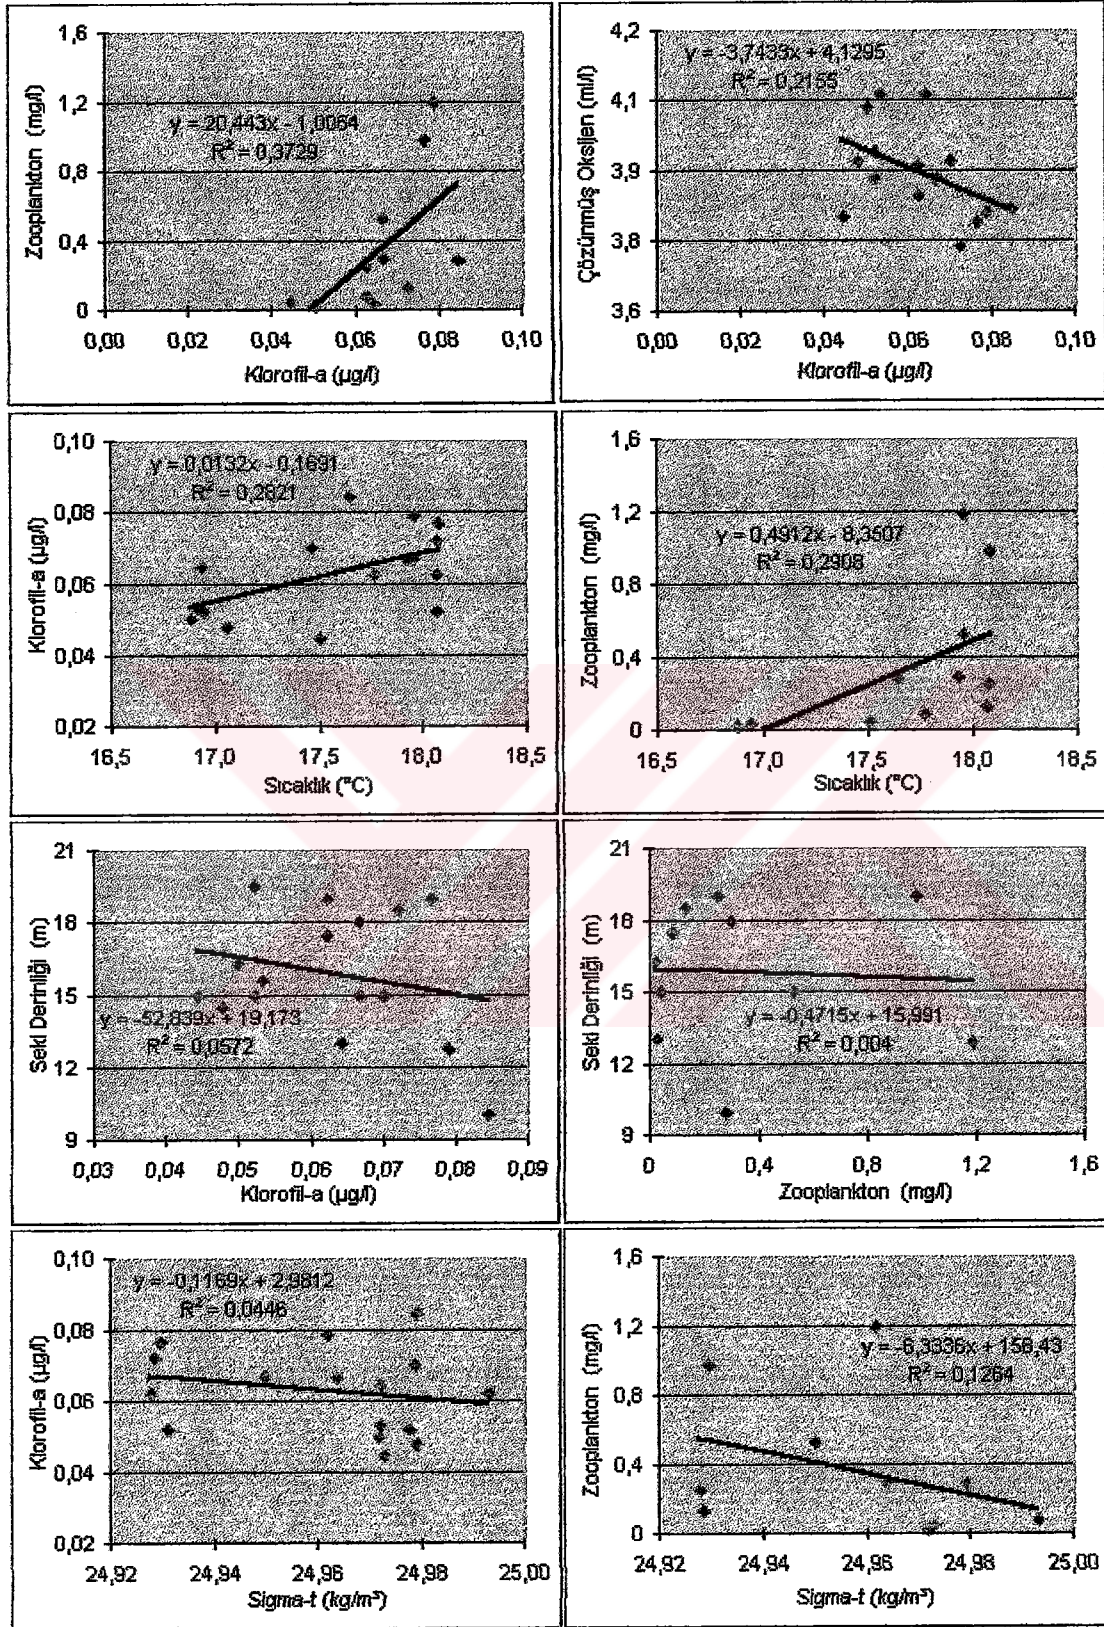 1,6
1,2
0,8
0,4
0
Zooplankton (mg/l)
y = 20,443x - 1,0064
R² = 0,3729
0,00 0,02 0,04 0,06 0,08 0,10
Klorofil-a (µg/l)
4,2
4,1
3,9
3,8
3,6
Çözünmüş Oksijen (ml/l)
y = -3,7433x + 4,1295
R² = 0,2155
0,00 0,02 0,04 0,06 0,08 0,10
Klorofil-a (µg/l)
0,10
0,08
0,06
0,04
0,02
Klorofil-a (µg/l)
y = 0,0132x - 0,1691
R² = 0,2821
16,5 17,0 17,5 18,0 18,5
Sıcaklık (°C)
1,6
1,2
0,8
0,4
0
Zooplankton (mg/l)
y = 0,4912x - 8,3507
R² = 0,2908
16,5 17,0 17,5 18,0 18,5
Sıcaklık (°C)
21
18
15
12
9
Seki Derinliği (m)
y = -52,839x + 19,173
R² = 0,0572
0,03 0,04 0,05 0,06 0,07 0,08 0,09
Klorofil-a (µg/l)
21
18
15
12
9
Seki Derinliği (m)
y = -0,4715x + 15,991
R² = 0,004
0 0,4 0,8 1,2 1,6
Zooplankton (mg/l)
0,10
0,08
0,06
0,04
0,02
Klorofil-a (µg/l)
y = -0,1169x + 2,9812
R² = 0,0446
24,92 24,94 24,96 24,98 25,00
Sigma-t (kg/m³)
1,6
1,2
0,8
0,4
0
Zooplankton (mg/l)
y = -6,3336x + 158,43
R² = 0,1264
24,92 24,94 24,96 24,98 25,00
Sigma-t (kg/m³)